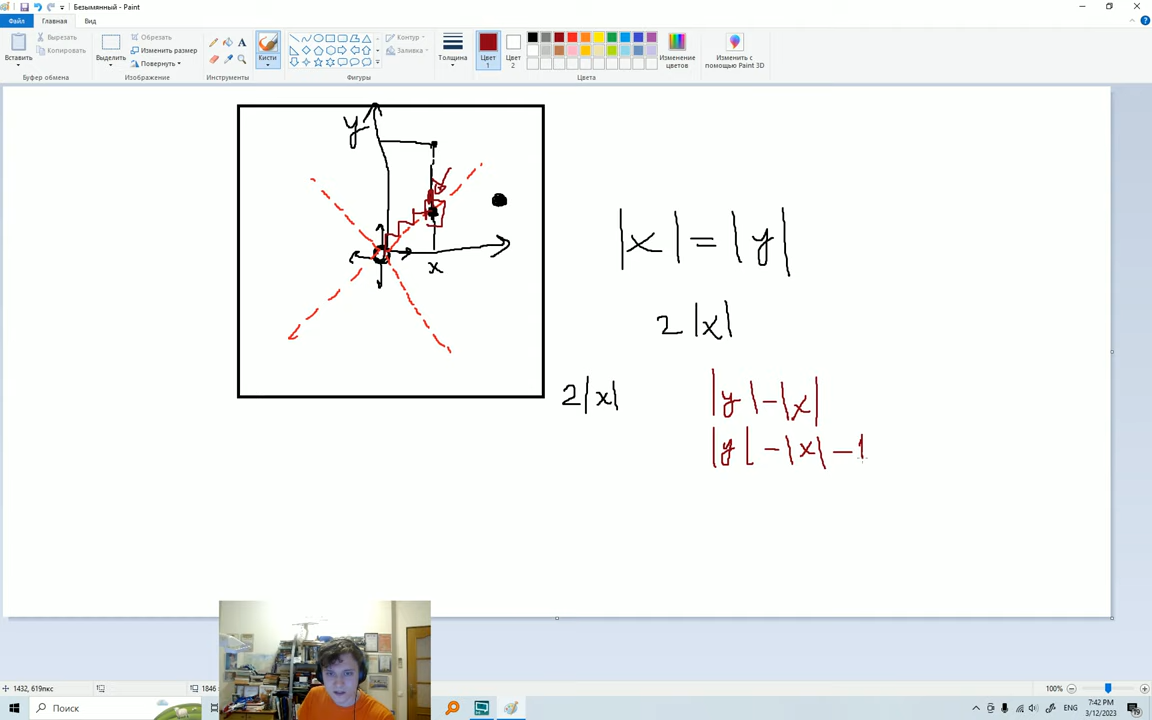 Безымянный - Paint
Файл
Главная
Вид
Вставить
Вырезать
Копировать
Буфер обмена
Выделить
Обрезать
Изменить размер
Повернуть
Изображение
A
Инструменты
Кисти
Контур
Заливка
Фигуры
Толщина
Цвет 1
Цвет 2
Цвета
Изменение цветов
Изменить с помощью Paint 3D
y
x
|x| = |y|
2|x|
2|x|
|y| - |x|
|y| - |x| - 1
1432, 619пкс
1846
100%
Поиск
ENG
7:42 PM
3/12/2023